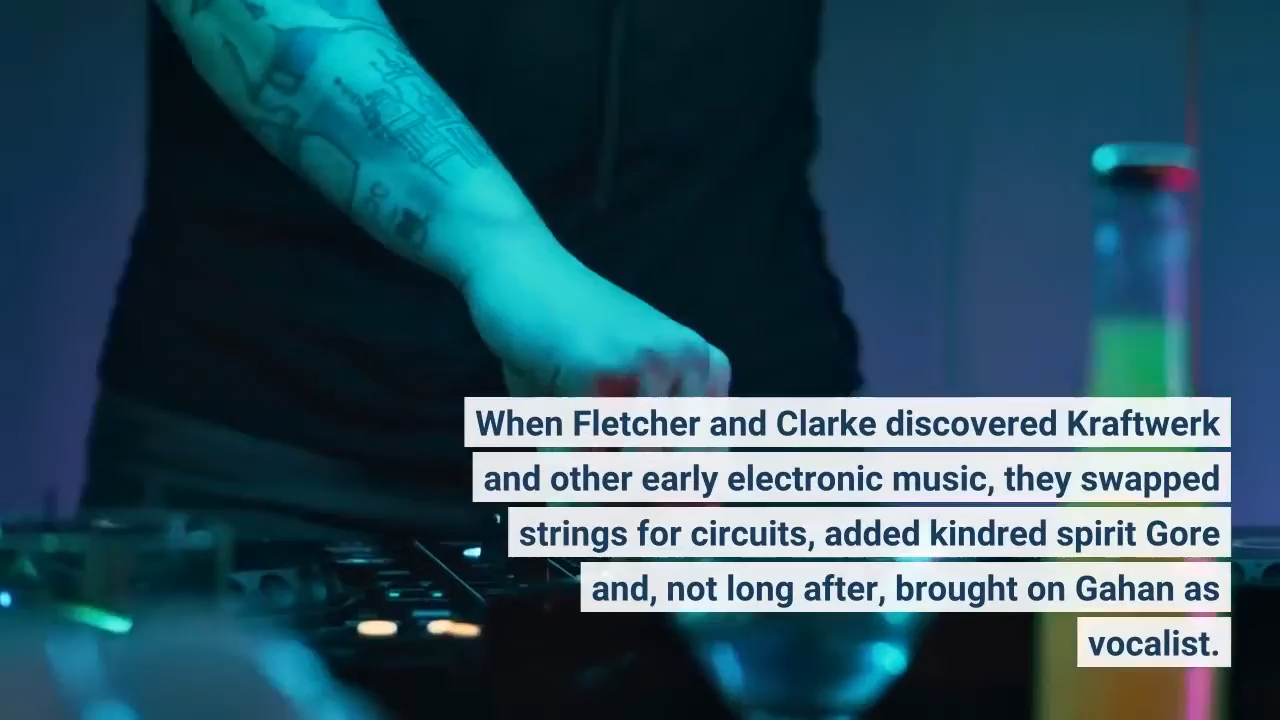 When Fletcher and Clarke discovered Kraftwerk
and other early electronic music, they swapped
strings for circuits, added kindred spirit Gore
and, not long after, brought on Gahan as
vocalist.